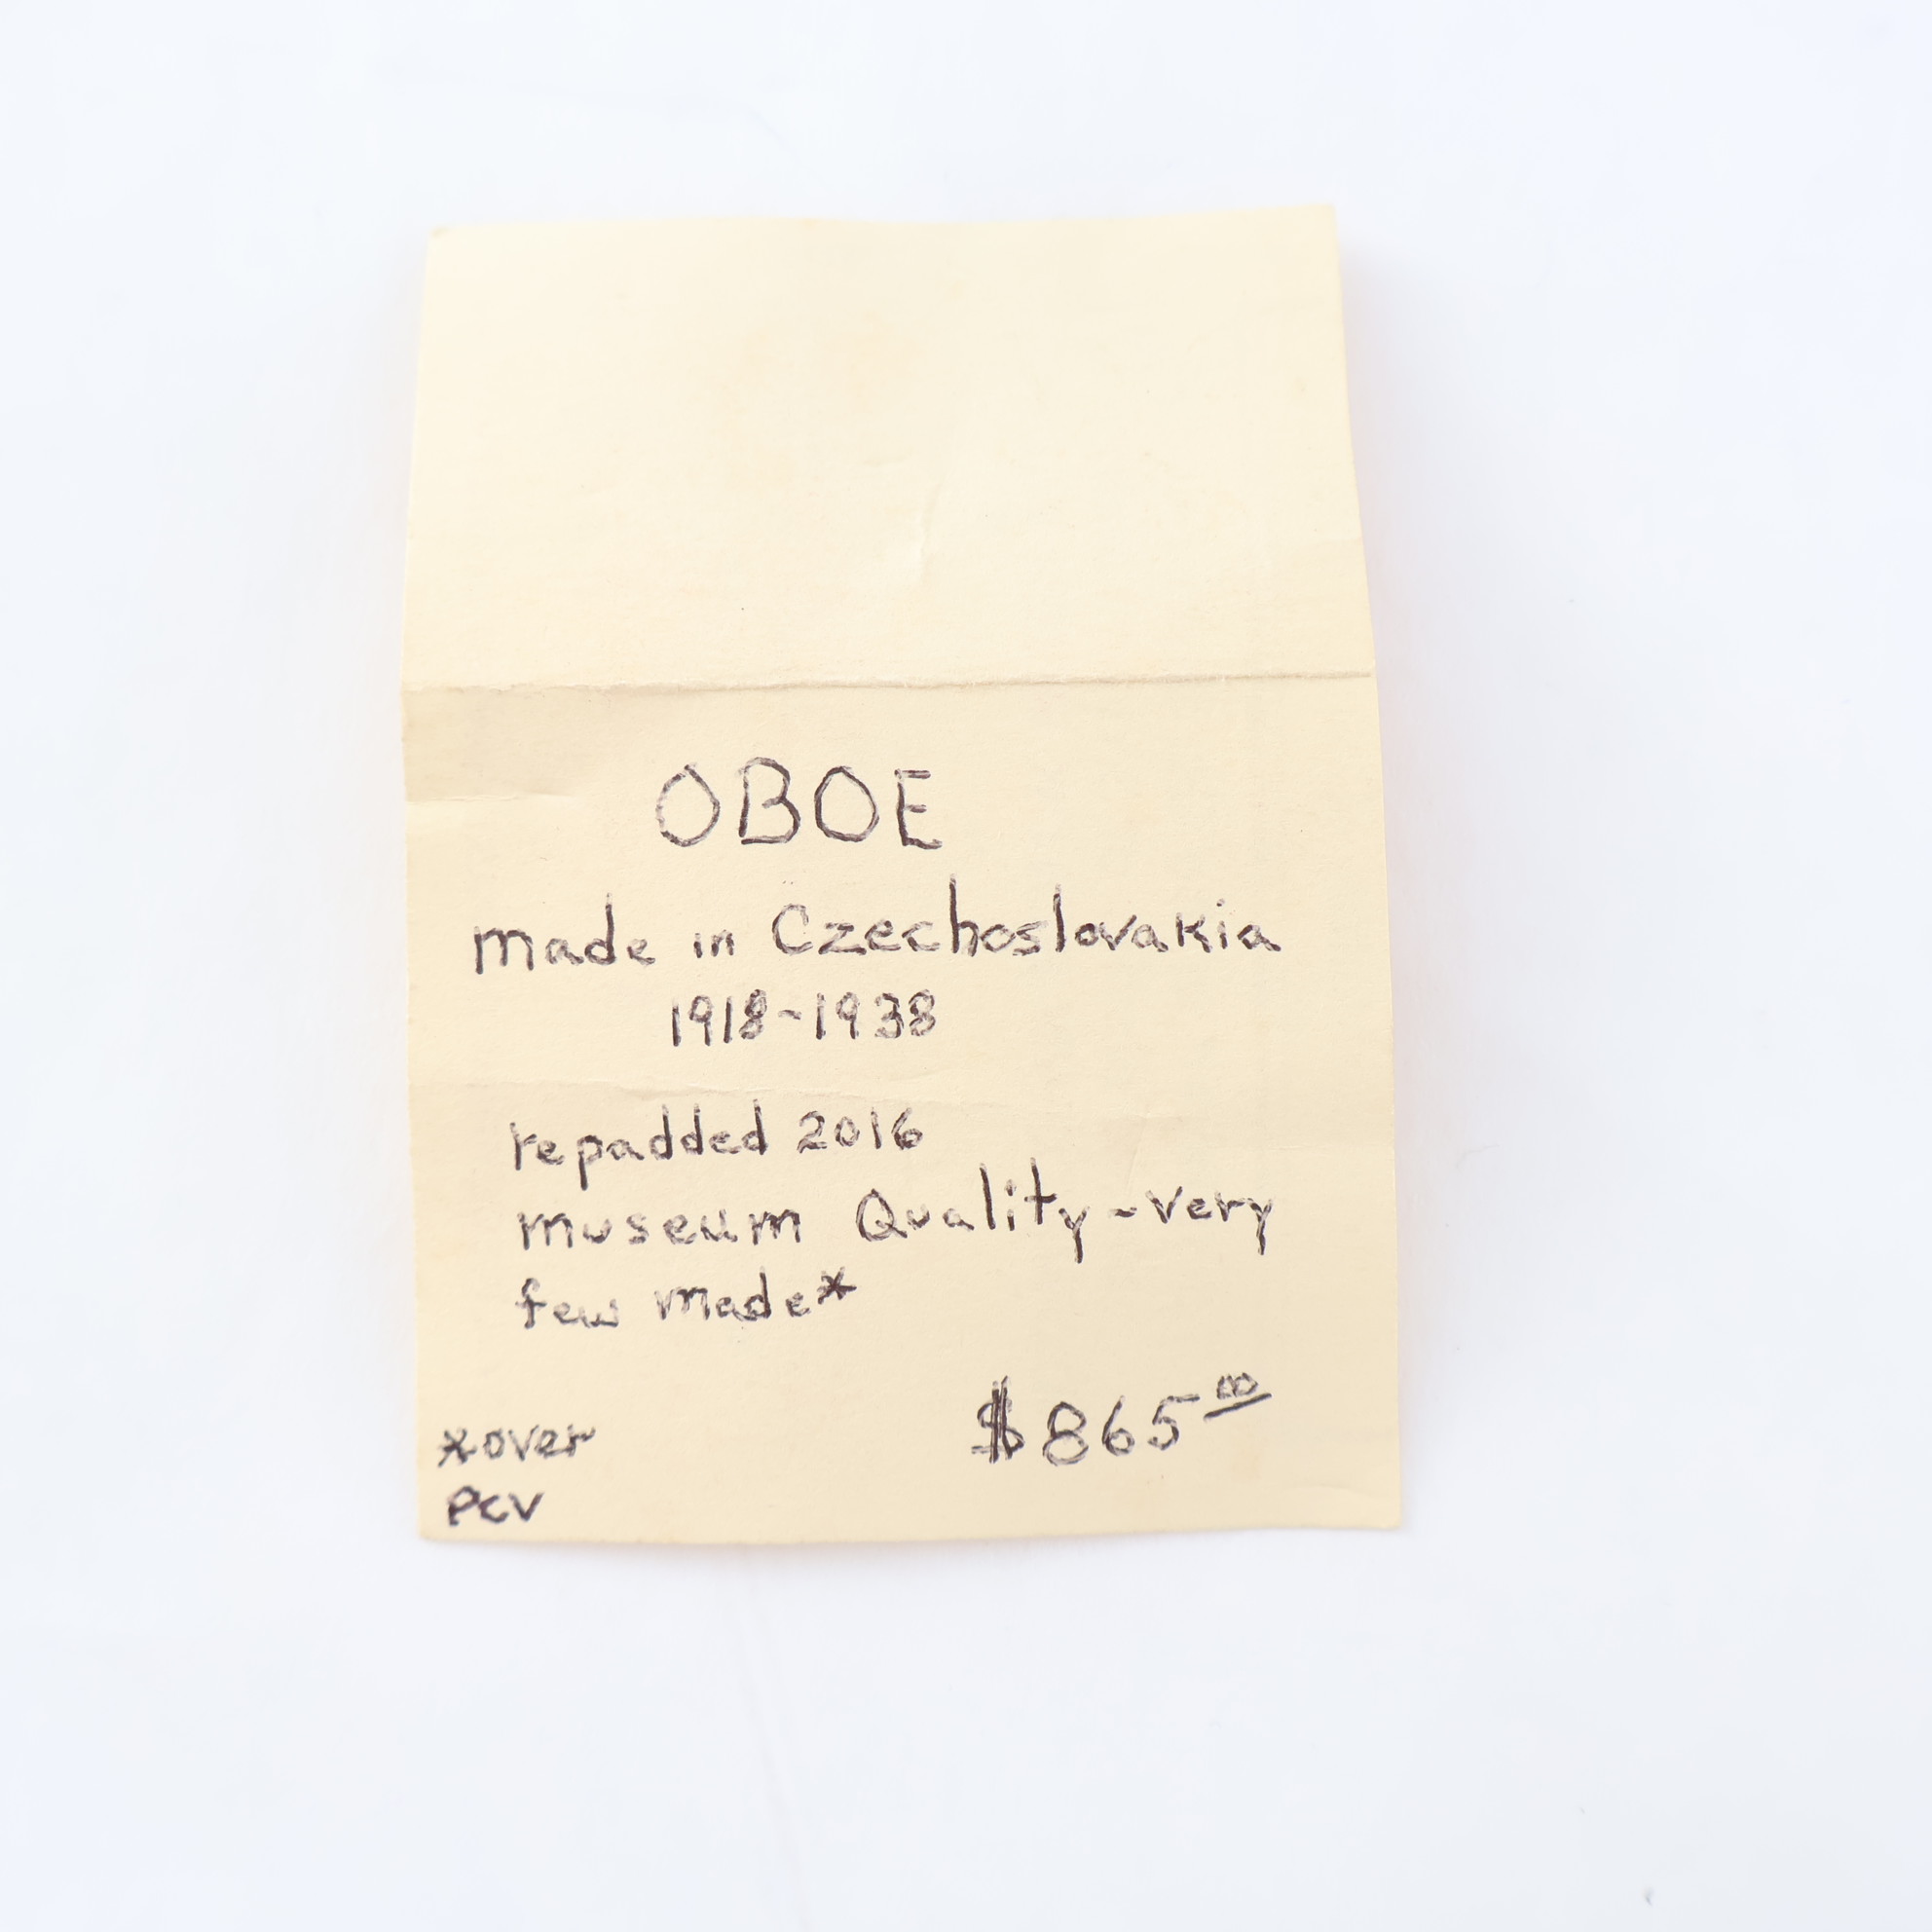 OBOE
made in Czechoslovakia
1918-1938
repadded 2016
museum Quality - very
few made*
$865.00
*over
PCV